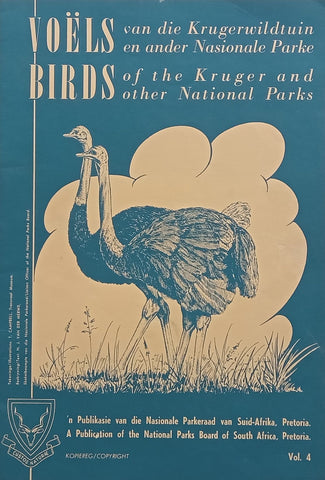 VOËLS
van die Krugerwildtuin
en ander Nasionale Parke
BIRDS
of the Kruger and
other National Parks
'n Publikasie van die Nasionale Parkeraad van Suid-Afrika, Pretoria.
A Publication of the National Parks Board of South Africa, Pretoria.
KOPIEREG/COPYRIGHT
Vol. 4